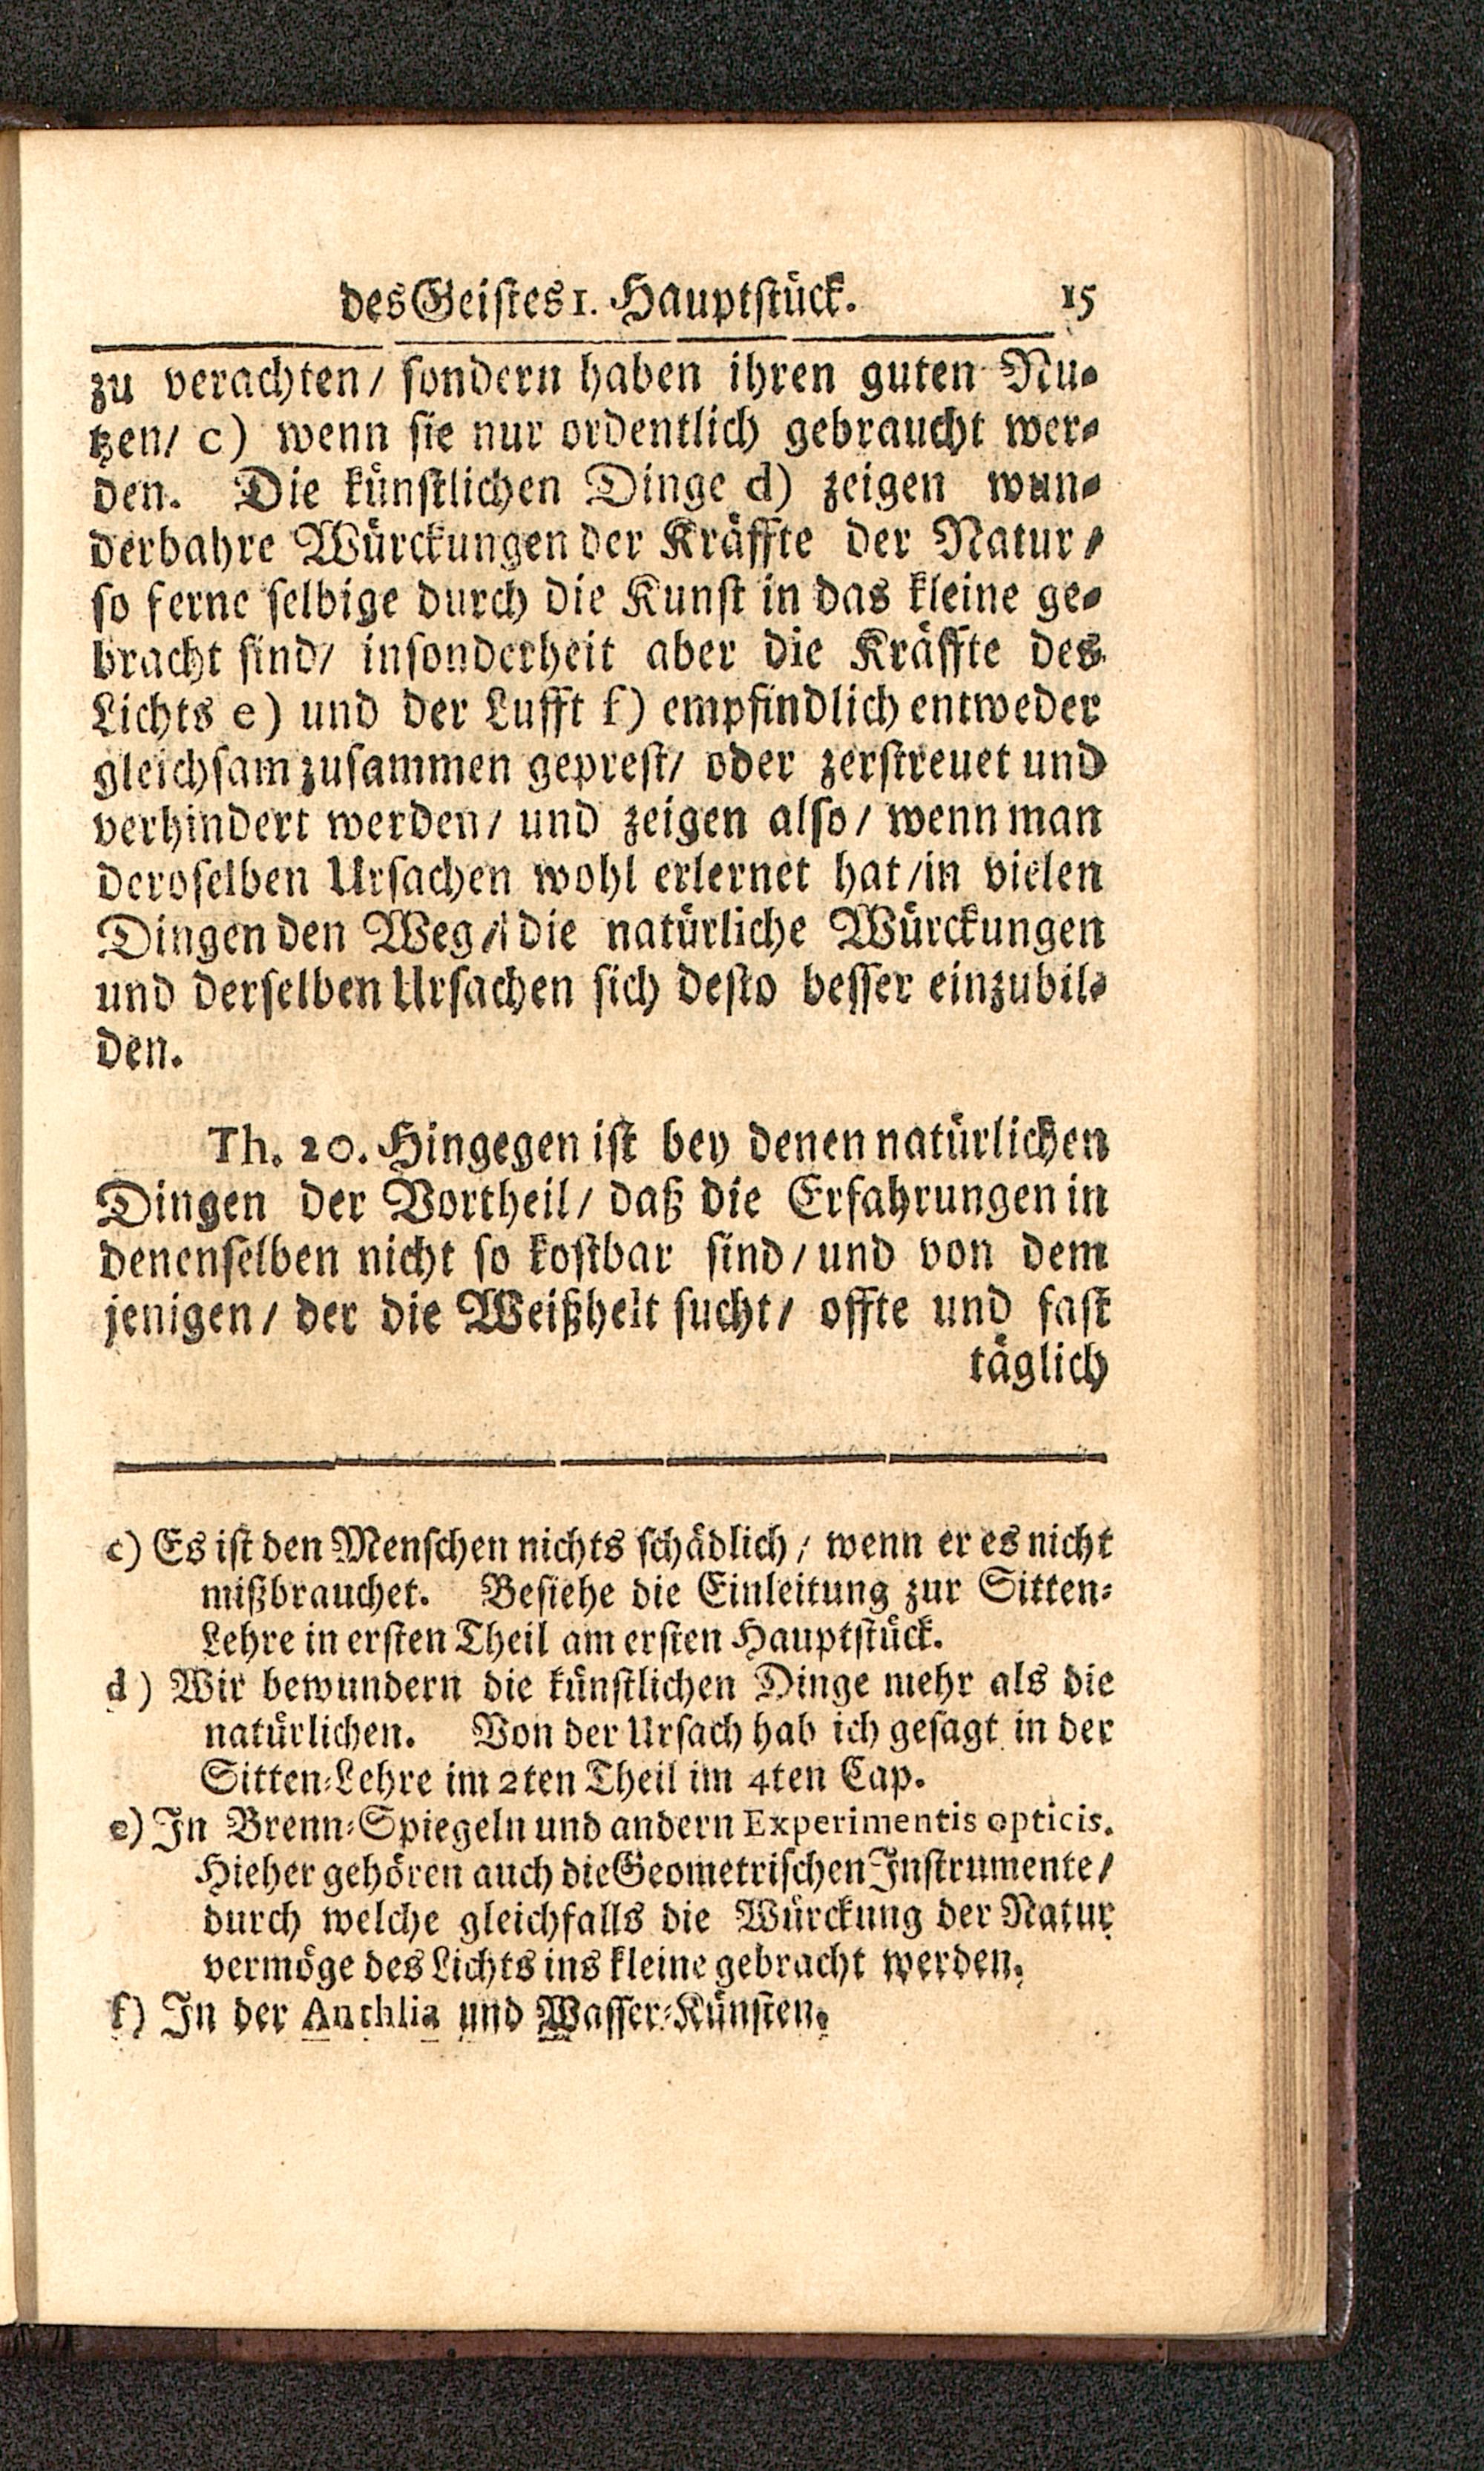 des Geistes 1. Hauptstück. 15
zu verachten / sondern haben ihren guten Nu-
tzen / c) wenn sie nur ordentlich gebraucht wer-
den. Die künstlichen Dinge d) zeigen wun-
derbahre Würckungen der Kräffte der Natur /
so ferne selbige durch die Kunst in das kleine ge-
bracht sind / insonderheit aber die Kräffte des
Lichts e) und der Lufft f) empfindlich entweder
gleichsam zusammen geprest / oder zerstreuet und
verhindert werden / und zeigen also / wenn man
deroselben Ursachen wohl erlernet hat / in vielen
Dingen den Weg / die natürliche Würckungen
und derselben Ursachen sich desto besser einzubil-
den.
Th. 20. Hingegen ist bey denen natürlichen
Dingen der Vortheil / daß die Erfahrungen in
denenselben nicht so kostbar sind / und von dem
jenigen / der die Weißheit sucht / offte und fast
täglich
c) Es ist den Menschen nichts schädlich / wenn er es nicht
mißbrauchet. Besiehe die Einleitung zur Sitten-
Lehre in ersten Theil am ersten Hauptstück.
d) Wir bewundern die künstlichen Dinge mehr als die
natürlichen. Von der Ursach hab ich gesagt in der
Sitten-Lehre im 2ten Theil im 4ten Cap.
e) In Brenn-Spiegeln und andern Experimentis opticis.
Hieher gehören auch die Geometrischen Instrumente /
durch welche gleichfalls die Würckung der Natur
vermöge des Lichts ins kleine gebracht werden.
f) In der Anthlia und Wasser-Künsten.